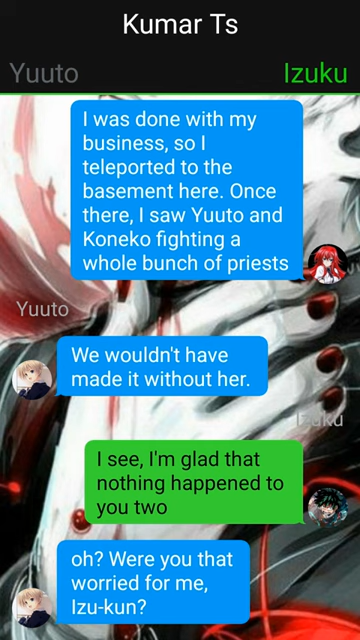 Kumar Ts
Yuuto Izuku
I was done with my
business, so I
teleported to the
basement here. Once
there, I saw Yuuto and
Koneko fighting a
whole bunch of priests
Yuuto
We wouldn't have
made it without her.
Izuku
I see, I'm glad that
nothing happened to
you two
oh? Were you that
worried for me,
Izu-kun?